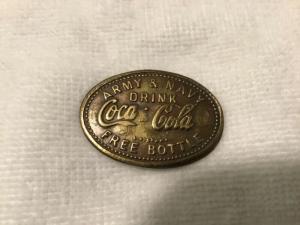 ARMY & NAVY
DRINK
Coca-Cola
FREE BOTTLE